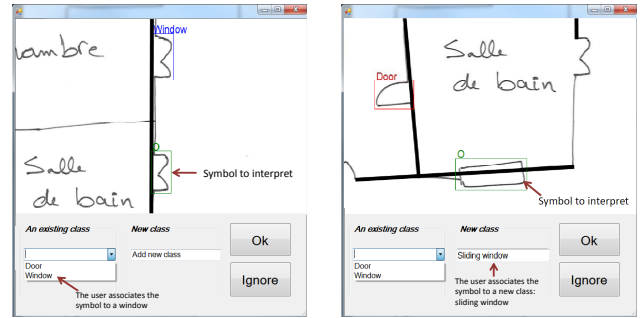 Window
ambre
O
Symbol to interpret
Salle
de bain
An existing class
New class
Add new class
Door
Window
Ok
Ignore
The user associates the
symbol to a window
Salle
de bain
Door
O
Symbol to interpret
An existing class
New class
Sliding window
Door
Window
Ok
Ignore
The user associates the
symbol to a new class:
sliding window